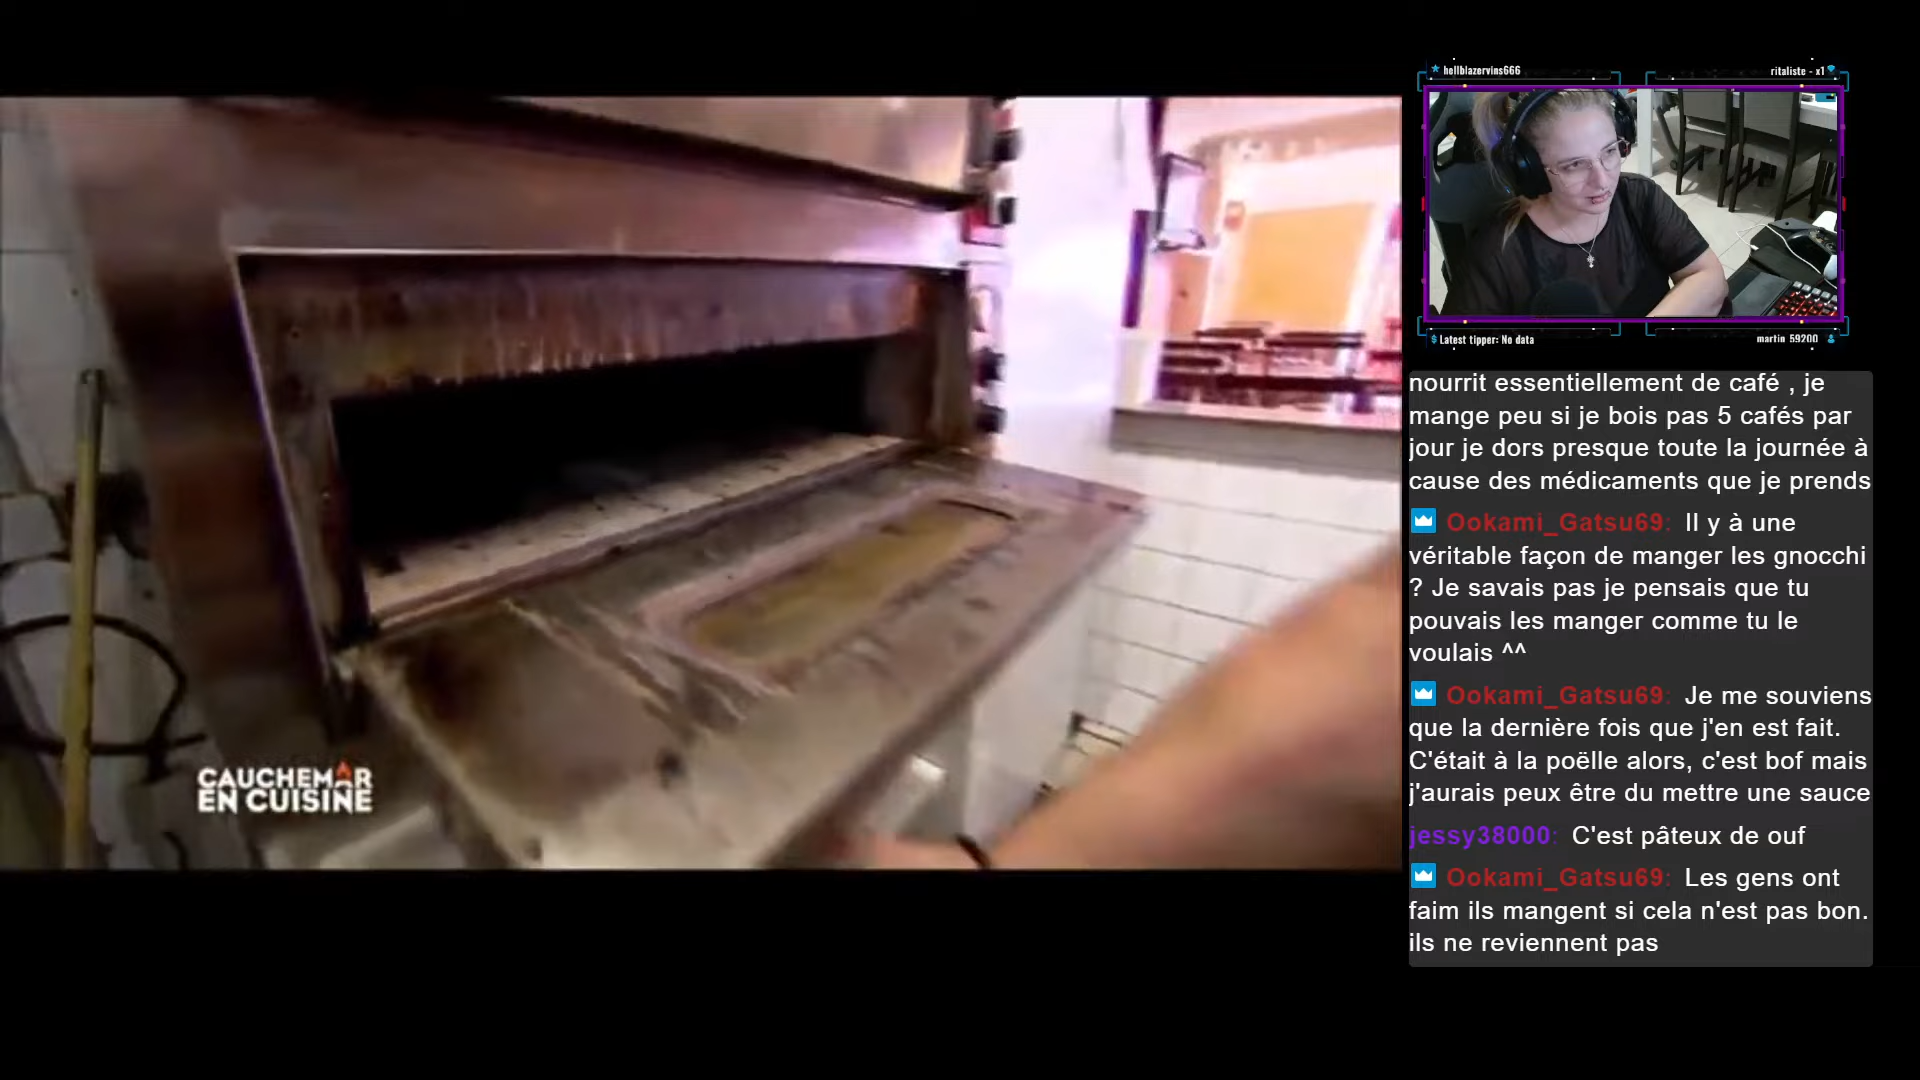 hellblazervins666
ritaliste - x1
Latest tipper: No data
martin_59200
nourrit essentiellement de café , je
mange peu si je bois pas 5 cafés par
jour je dors presque toute la journée à
cause des médicaments que je prends
Ookami_Gatsu69: Il y à une
véritable façon de manger les gnocchi
? Je savais pas je pensais que tu
pouvais les manger comme tu le
voulais ^^
Ookami_Gatsu69: Je me souviens
que la dernière fois que j'en est fait.
C'était à la poëlle alors, c'est bof mais
j'aurais peux être du mettre une sauce
jessy38000: C'est pâteux de ouf
Ookami_Gatsu69: Les gens ont
faim ils mangent si cela n'est pas bon.
ils ne reviennent pas
CAUCHEMAR
EN CUISINE